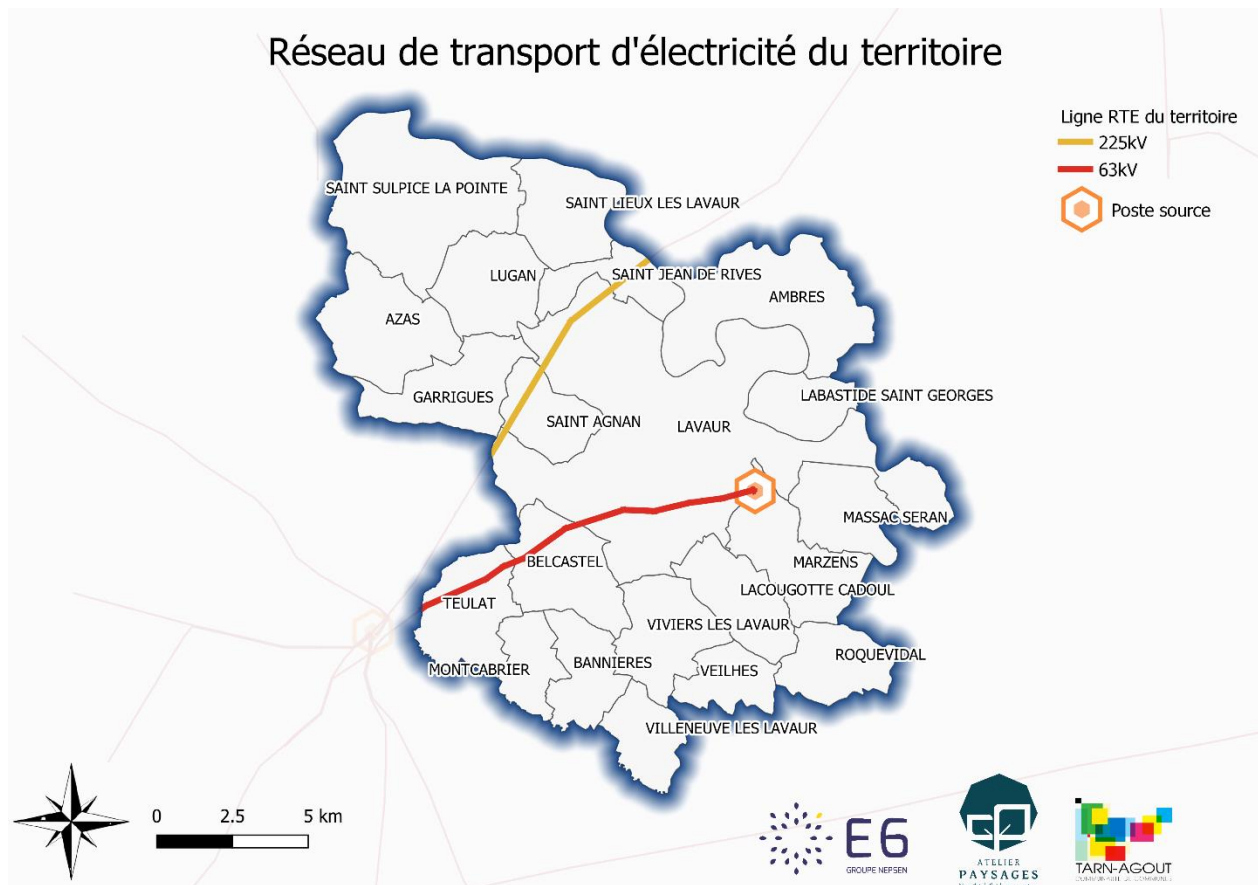 Réseau de transport d'électricité du territoire
Ligne RTE du territoire
225kV
63kV
Poste source
SAINT SULPICE LA POINTE
SAINT LIEUX LES LAVAUR
LUGAN
SAINT JEAN DE RIVES
AMBRES
AZAS
GARRIGUES
LABASTIDE SAINT GEORGES
SAINT AGNAN
LAVAUR
MASSAC SERAN
BELCASTEL
MARZENS
LACOUGOTTE CADOUL
TEULAT
VIVIERS LES LAVAUR
ROQUEVIDAL
MONTCABRIER
BANNIERES
VEILHES
VILLENEUVE LES LAVAUR
0 2.5 5 km
E6
GROUPE NEPSEN
ATELIER
PAYSAGES
TARN-AGOUT
COMMUNAUTÉ DE COMMUNES